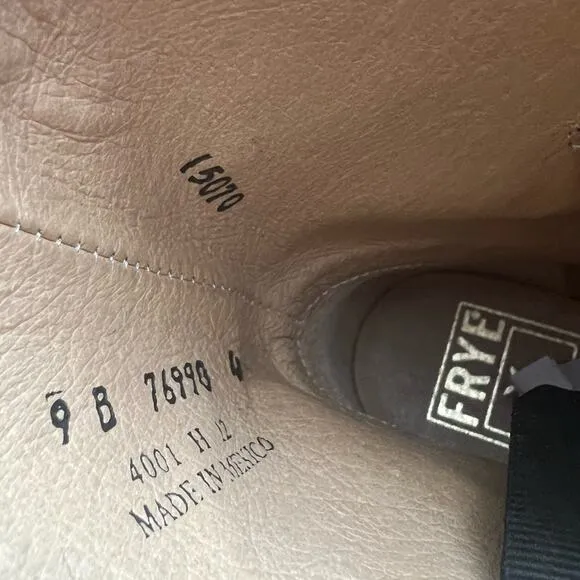 15070
9 B 76990 4
4001 H 12
MADE IN MEXICO
FRYE